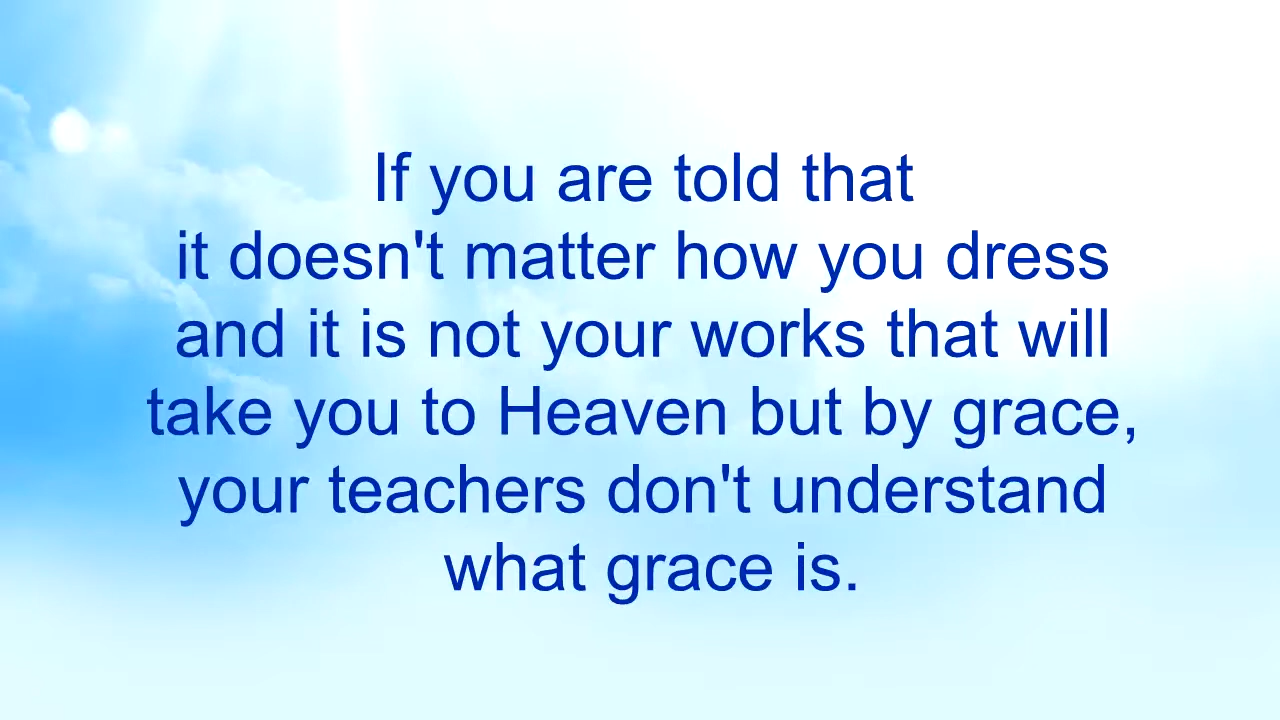 If you are told that
it doesn't matter how you dress
and it is not your works that will
take you to Heaven but by grace,
your teachers don't understand
what grace is.